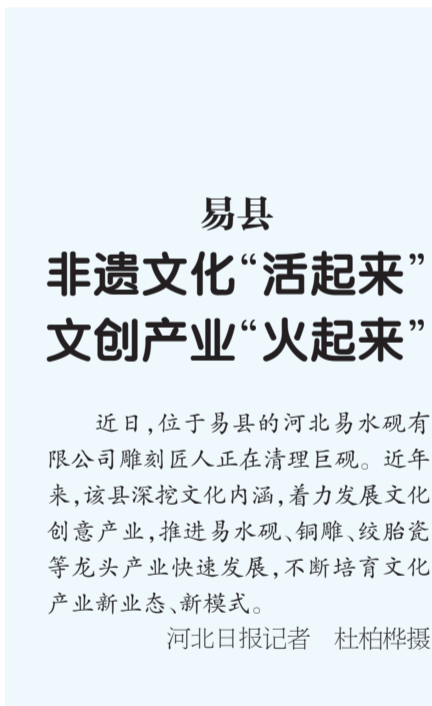 易县
非遗文化“活起来”
文创产业“火起来”
近日，位于易县的河北易水砚有
限公司雕刻匠人正在清理巨砚。近年
来，该县深挖文化内涵，着力发展文化
创意产业，推进易水砚、铜雕、绞胎瓷
等龙头产业快速发展，不断培育文化
产业新业态、新模式。
河北日报记者　杜柏桦摄